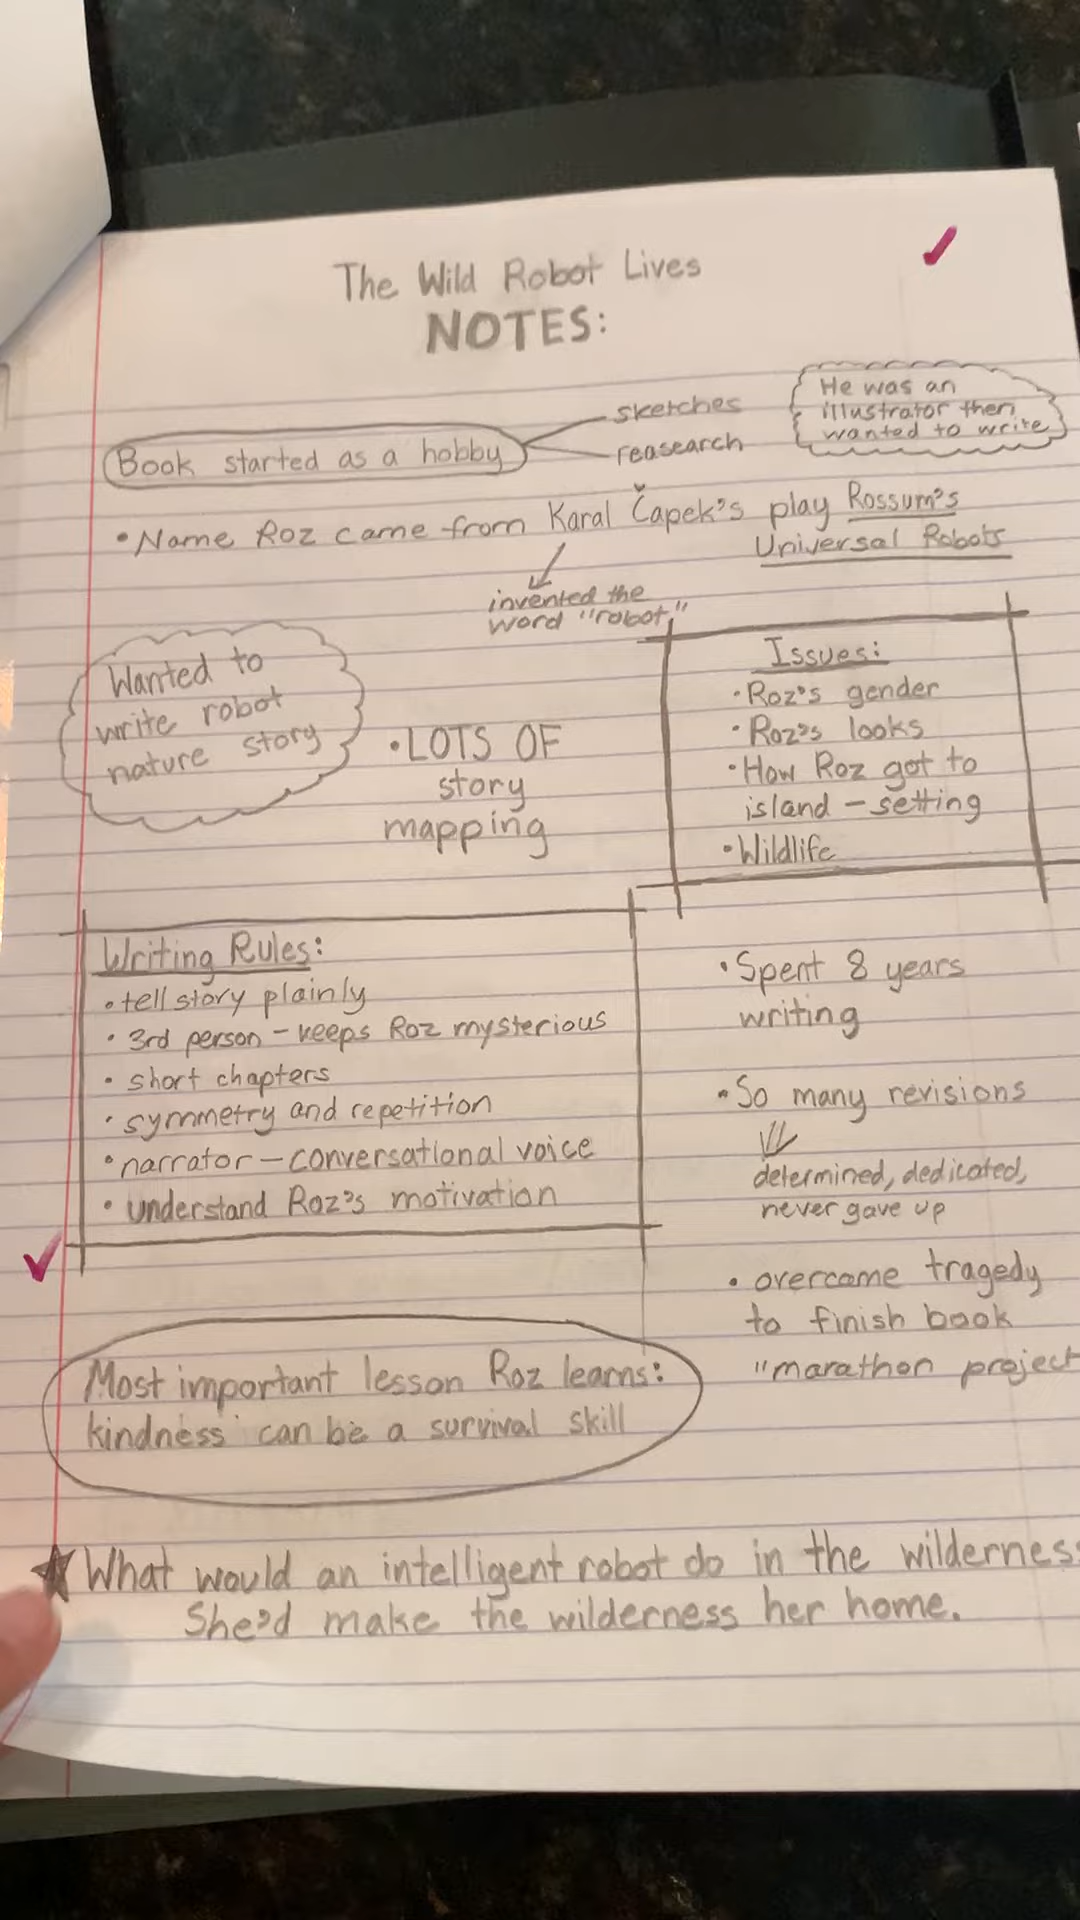 The Wild Robot Lives
NOTES:
He was an
illustrator then
wanted to write
sketches
Book started as a hobby
reasearch
• Name Roz came from Karal Čapek's play Rossum's
Universal Robots
invented the
word "robot"
Wanted to
write robot
nature story
• LOTS OF
story
mapping
Issues:
• Roz's gender
• Roz's looks
• How Roz got to
island – setting
• Wildlife
Writing Rules:
• tell story plainly
• 3rd person – keeps Roz mysterious
• short chapters
• symmetry and repetition
• narrator – conversational voice
• understand Roz's motivation
• Spent 8 years
writing
• So many revisions
determined, dedicated,
never gave up
• overcame tragedy
to finish book
"marathon project
Most important lesson Roz learns:
kindness can be a survival skill
What would an intelligent robot do in the wildernes
She'd make the wilderness her home.